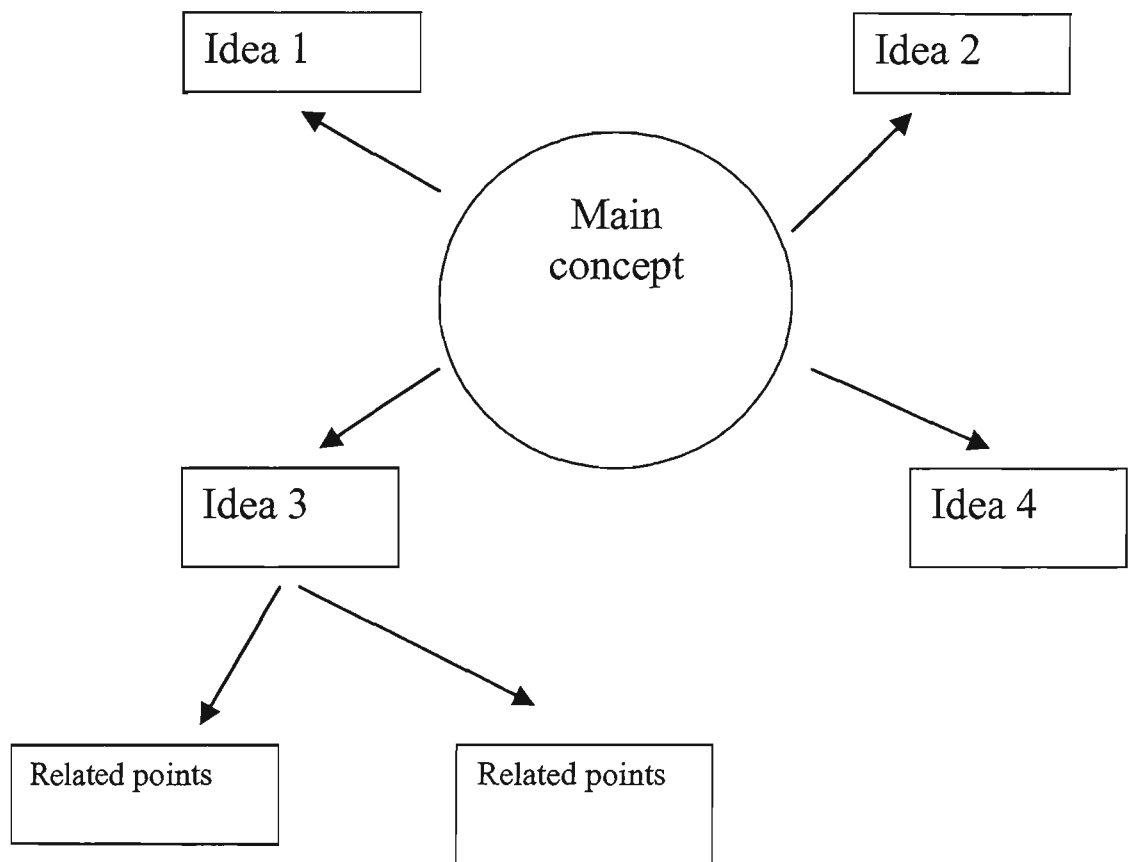 Idea 1
Idea 2
Main
concept
Idea 3
Idea 4
Related points
Related points